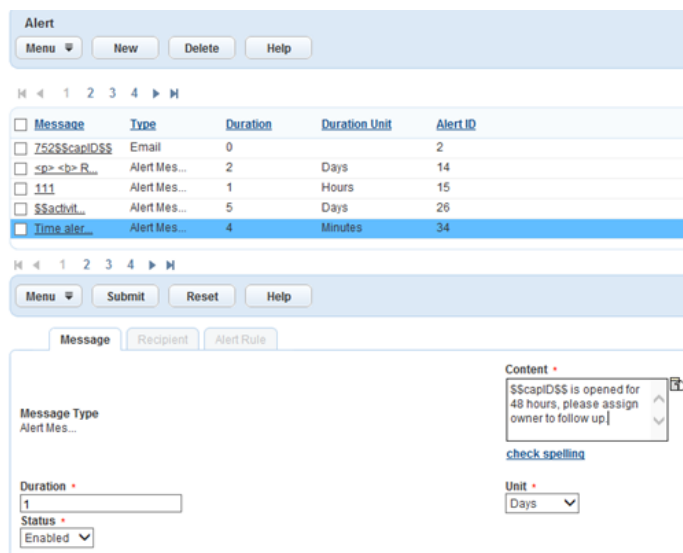 Alert
Menu New Delete Help
1 2 3 4
Message Type Duration Duration Unit Alert ID
752$$capID$$ Email 0 2
<p> <b> R... Alert Mes... 2 Days 14
111 Alert Mes... 1 Hours 15
$$activit... Alert Mes... 5 Days 26
Time aler... Alert Mes... 4 Minutes 34
1 2 3 4
Menu Submit Reset Help
Message Recipient Alert Rule
Content *
$$capID$$ is opened for
48 hours, please assign
owner to follow up.
Message Type
Alert Mes...
check spelling
Duration * Unit *
1 Days
Status *
Enabled